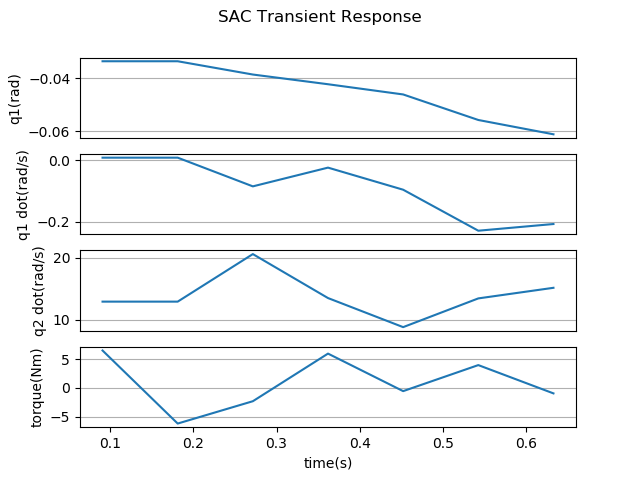 SAC Transient Response
q1(rad)
−0.04
−0.06
q1 dot(rad/s)
0.0
−0.2
q2 dot(rad/s)
20
10
torque(Nm)
5
0
−5
0.1 0.2 0.3 0.4 0.5 0.6
time(s)